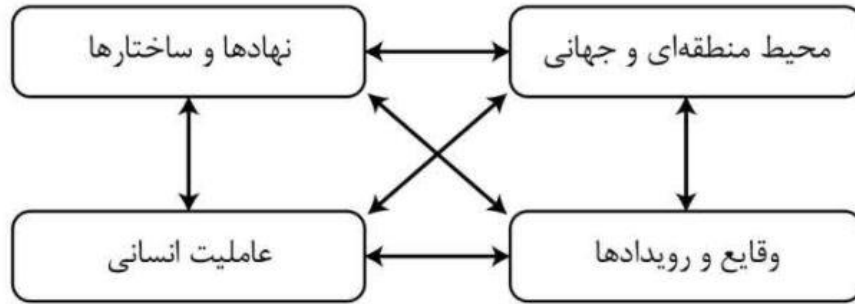 محیط منطقه‌ای و جهانی
نهادها و ساختارها
وقایع و رویدادها
عاملیت انسانی